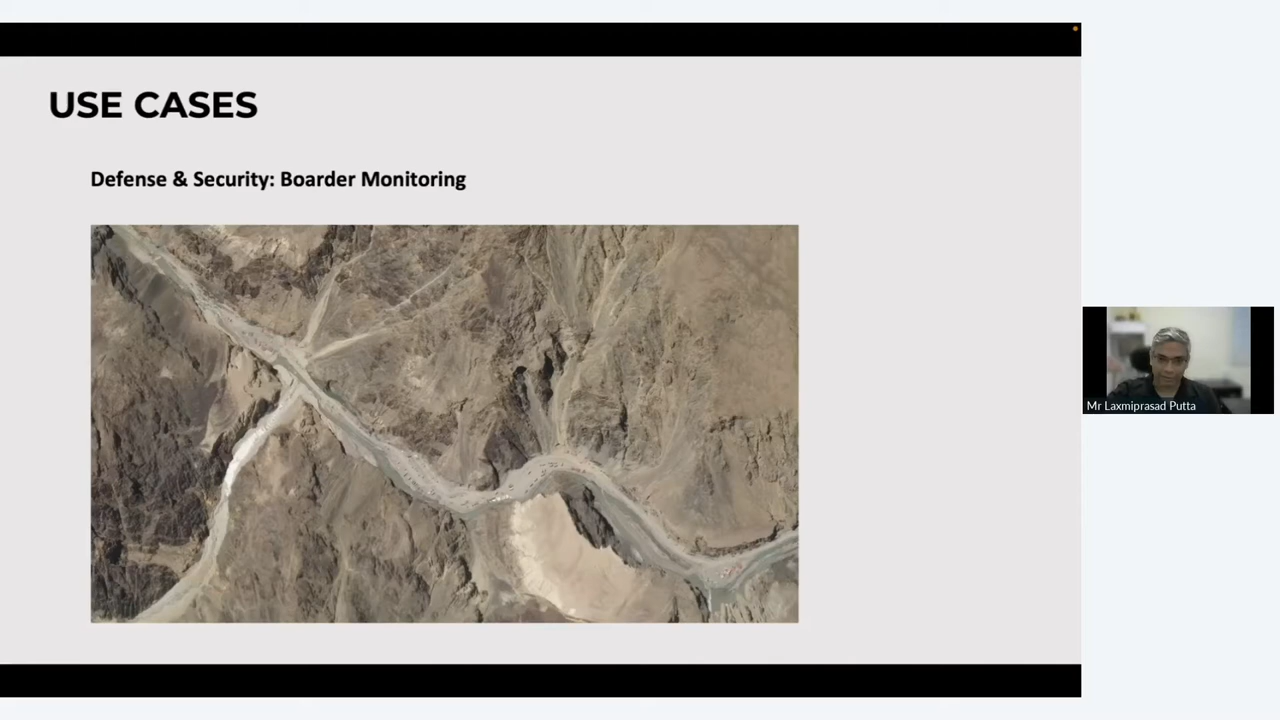 USE CASES
Defense & Security: Boarder Monitoring
Mr Laxmiprasad Putta